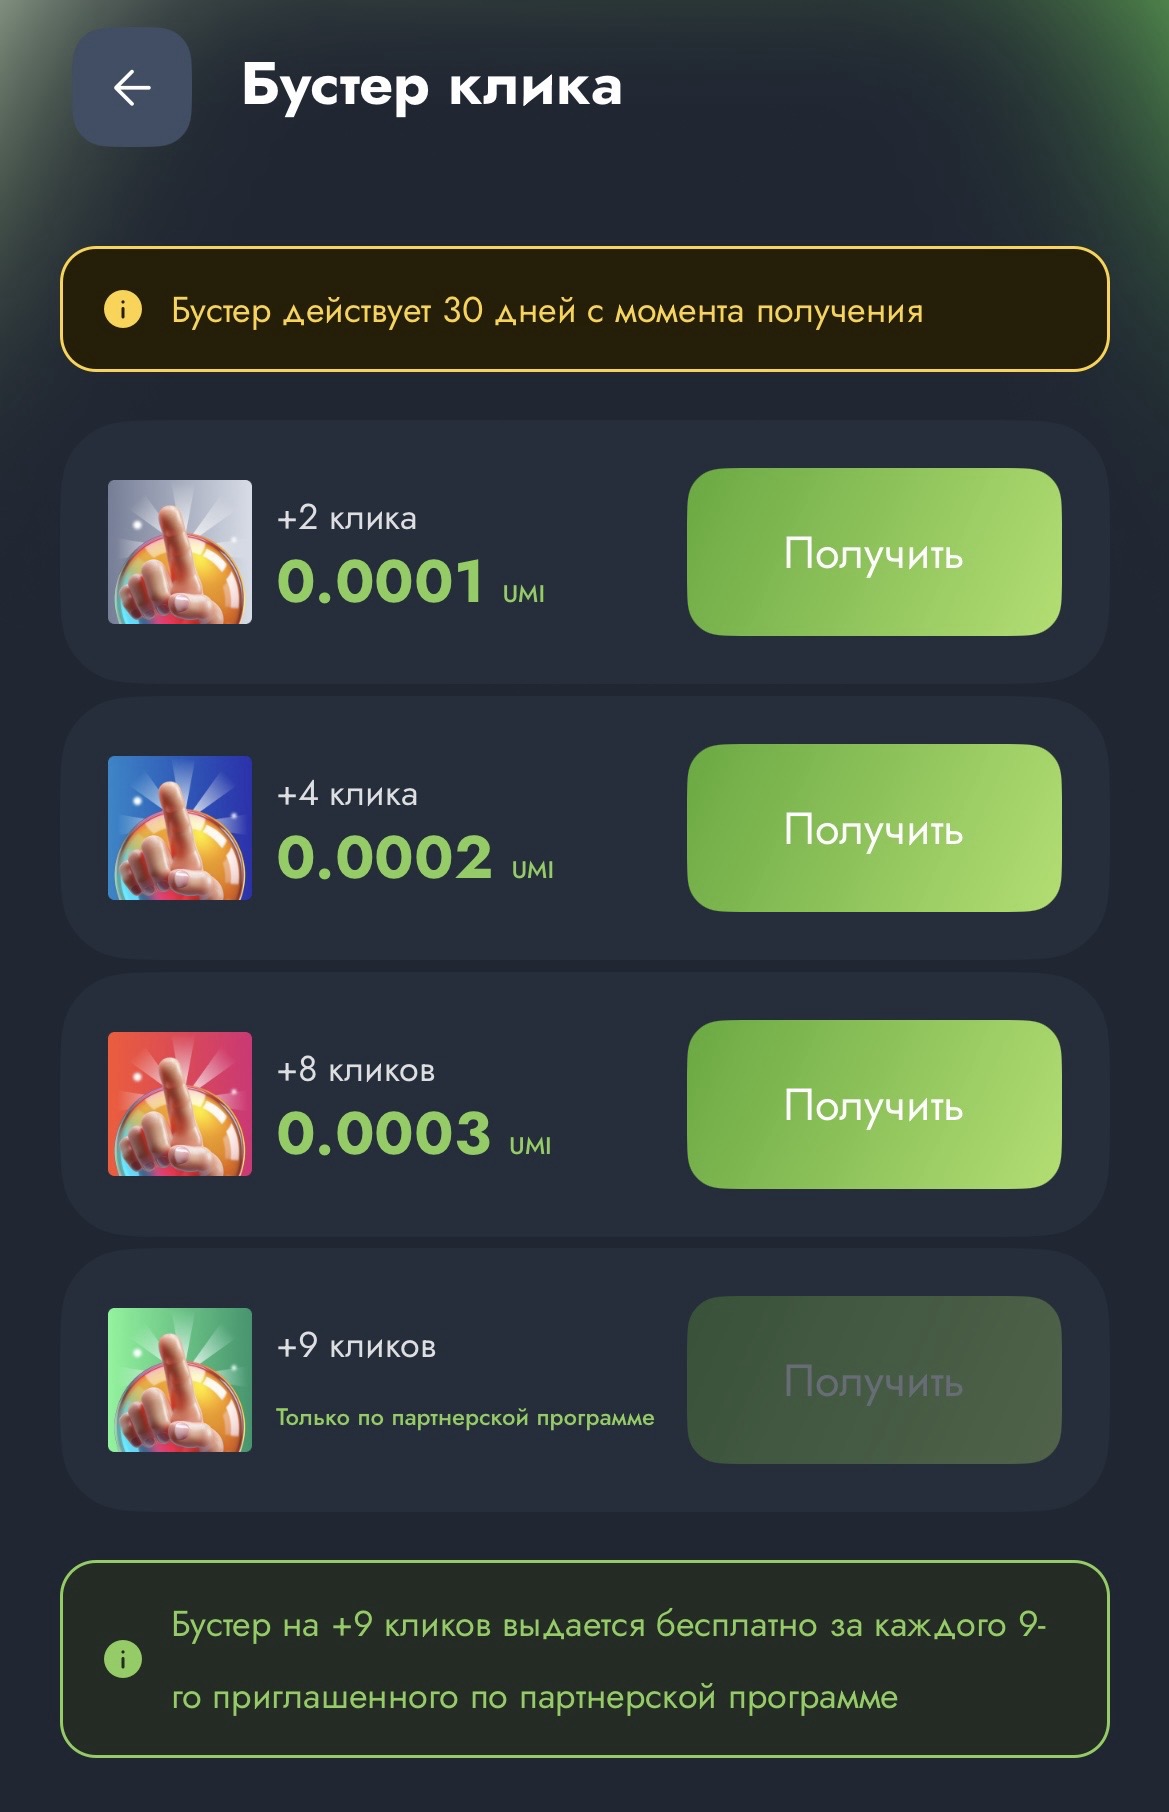 Бустер клика
Бустер действует 30 дней с момента получения
+2 клика
0.0001 UMI
Получить
+4 клика
0.0002 UMI
Получить
+8 кликов
0.0003 UMI
Получить
+9 кликов
Только по партнерской программе
Получить
Бустер на +9 кликов выдается бесплатно за каждого 9-
го приглашенного по партнерской программе